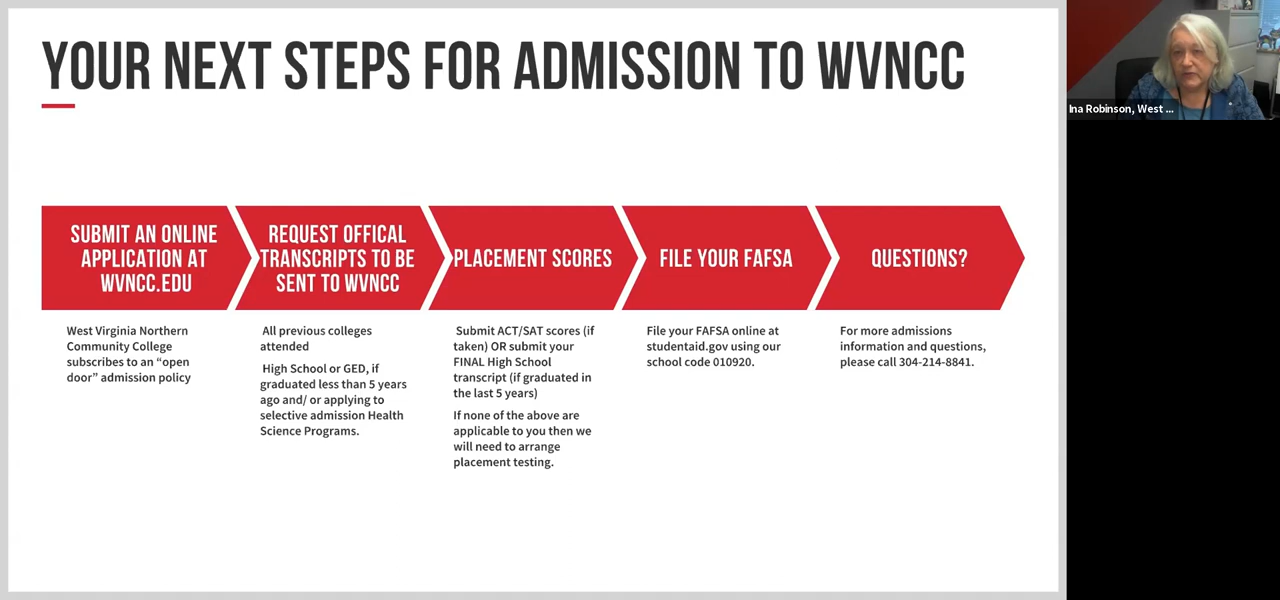 YOUR NEXT STEPS FOR ADMISSION TO WVNCC
SUBMIT AN ONLINE
APPLICATION AT
WVNCC.EDU
West Virginia Northern
Community College
subscribes to an “open
door” admission policy
REQUEST OFFICAL
TRANSCRIPTS TO BE
SENT TO WVNCC
All previous colleges
attended
High School or GED, if
graduated less than 5 years
ago and/ or applying to
selective admission Health
Science Programs.
PLACEMENT SCORES
Submit ACT/SAT scores (if
taken) OR submit your
FINAL High School
transcript (if graduated in
the last 5 years)
If none of the above are
applicable to you then we
will need to arrange
placement testing.
FILE YOUR FAFSA
File your FAFSA online at
studentaid.gov using our
school code 010920.
QUESTIONS?
For more admissions
information and questions,
please call 304-214-8841.
Ina Robinson, West ...